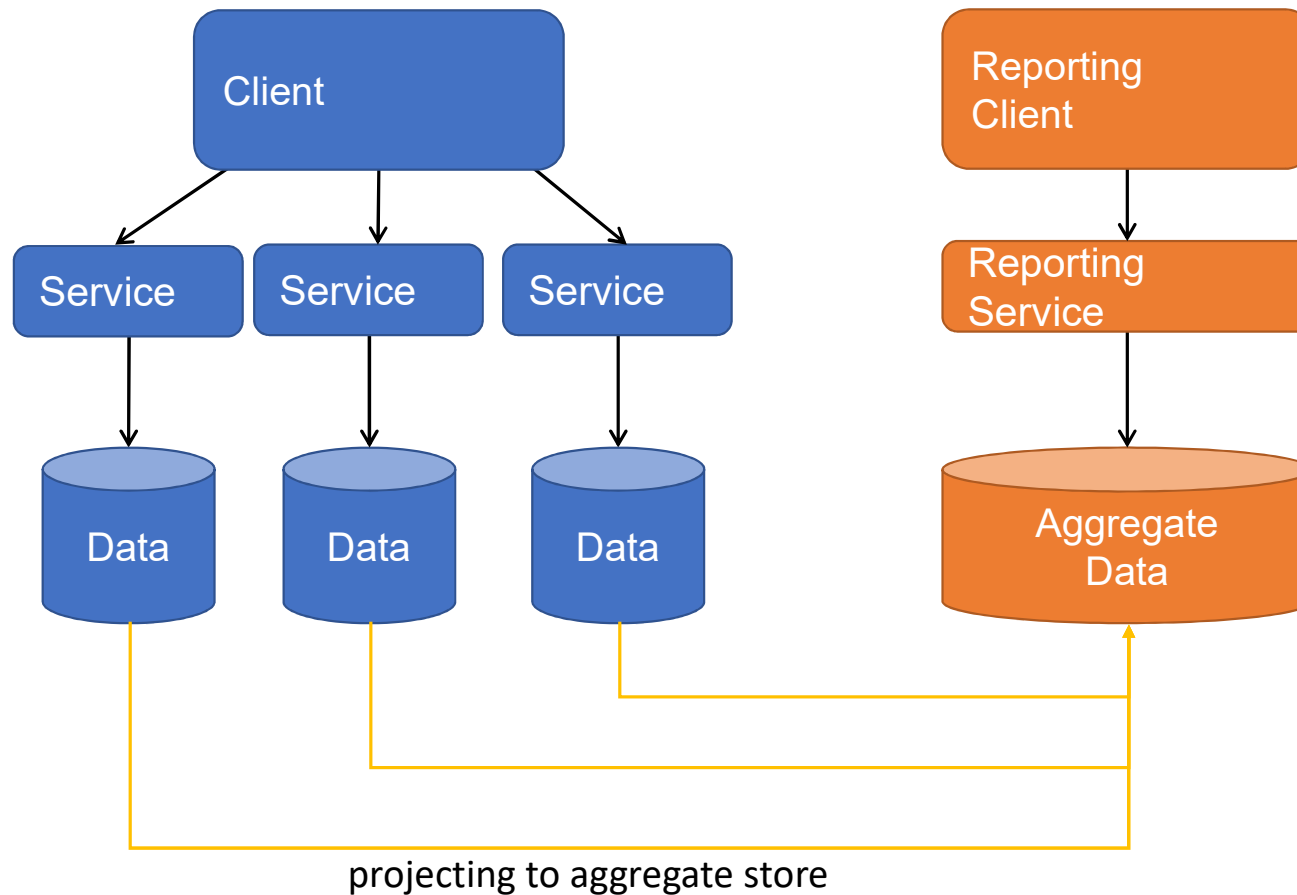 Client
Reporting
Client
Service
Service
Service
Reporting
Service
Data
Data
Data
Aggregate
Data
projecting to aggregate store